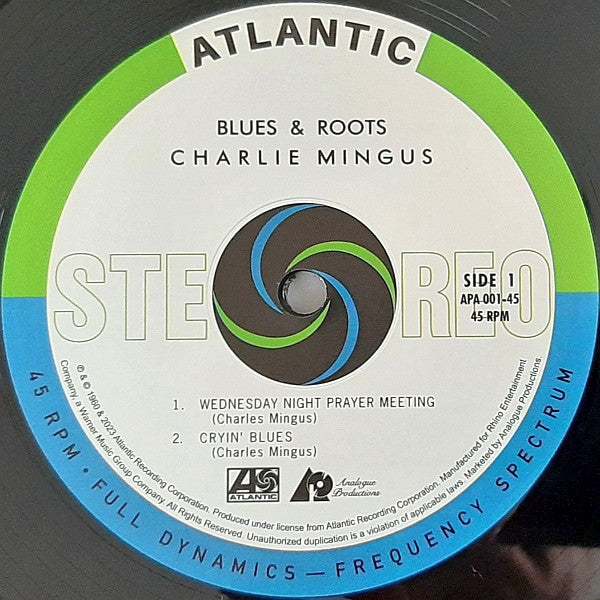 ATLANTIC
BLUES & ROOTS
CHARLIE MINGUS
STEREO
SIDE 1
APA 001-45
45 RPM
1. WEDNESDAY NIGHT PRAYER MEETING
(Charles Mingus)
2. CRYIN' BLUES
(Charles Mingus)
ATLANTIC
Analogue
Productions
℗ & © 1960 & 2023 Atlantic Recording Corporation. Produced under license from Atlantic Recording Corporation. Manufactured for Rhino Entertainment
Company, a Warner Music Group Company. All Rights Reserved. Unauthorized duplication is a violation of applicable laws. Marketed by Analogue Productions.
45 RPM • FULL DYNAMICS — FREQUENCY SPECTRUM